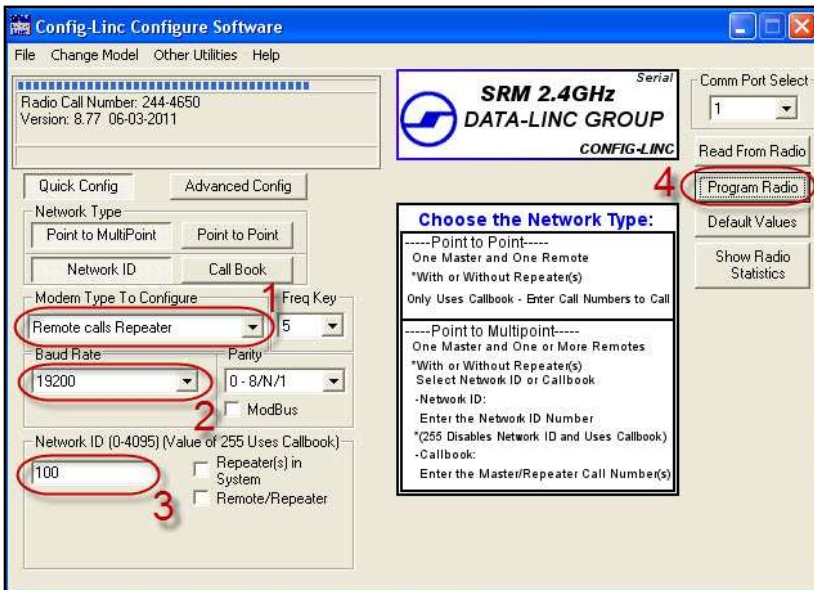 Config-Linc Configure Software
File Change Model Other Utilities Help
Radio Call Number: 244-4650
Version: 8.77 06-03-2011
Serial
SRM 2.4GHz
DATA-LINC GROUP
CONFIG-LINC
Comm Port Select
1
Read From Radio
4
Program Radio
Default Values
Show Radio
Statistics
Quick Config
Advanced Config
Network Type
Point to MultiPoint
Point to Point
Network ID
Call Book
Modem Type To Configure
1
Freq Key
Remote calls Repeater
5
Baud Rate
Parity
19200
0 - 8/N/1
2
ModBus
Network ID (0-4095) (Value of 255 Uses Callbook)
100
3
Repeater(s) in
System
Remote/Repeater
Choose the Network Type:
-----Point to Point-----
One Master and One Remote
*With or Without Repeater(s)
Only Uses Callbook - Enter Call Numbers to Call
-----Point to Multipoint-----
One Master and One or More Remotes
*With or Without Repeater(s)
Select Network ID or Callbook
-Network ID:
Enter the Network ID Number
*(255 Disables Network ID and Uses Callbook)
-Callbook:
Enter the Master/Repeater Call Number(s)